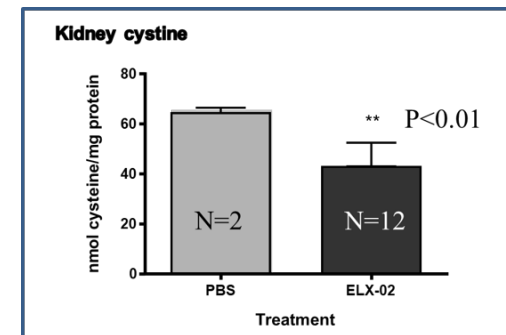 Kidney cystine
nmol cysteine/mg protein
80
60
40
20
0
** P<0.01
N=2
N=12
PBS
ELX-02
Treatment